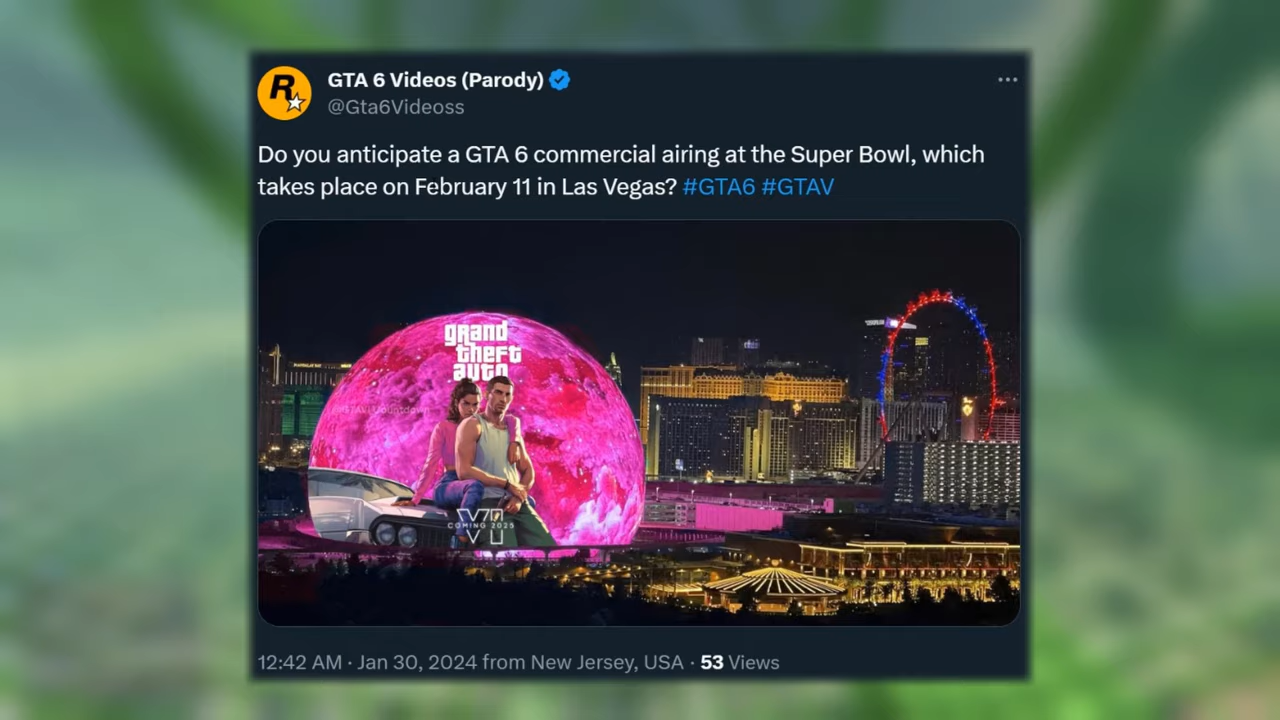 GTA 6 Videos (Parody)
@Gta6Videoss
Do you anticipate a GTA 6 commercial airing at the Super Bowl, which
takes place on February 11 in Las Vegas? #GTA6 #GTAV
grand
theft
auto
VI
COMING 2025
12:42 AM · Jan 30, 2024 from New Jersey, USA · 53 Views